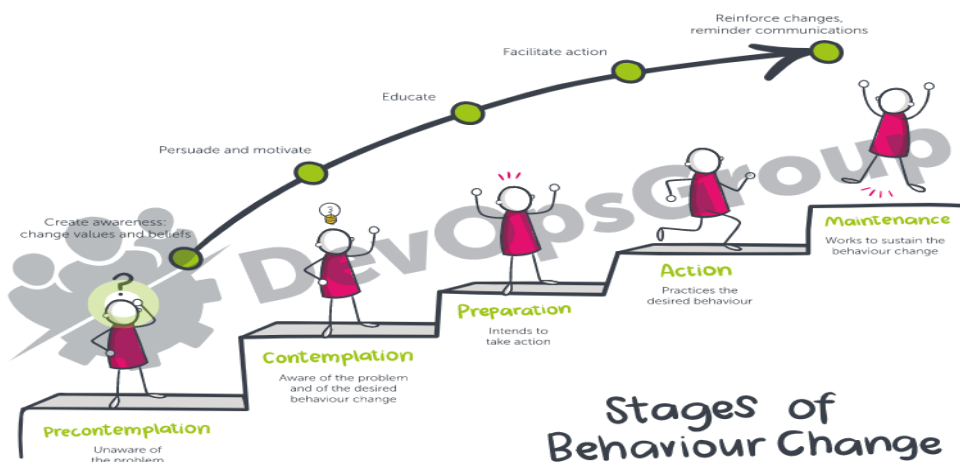 Reinforce changes,
reminder communications
Facilitate action
Educate
Persuade and motivate
Create awareness:
change values and beliefs
?
DevOpsGroup
Precontemplation
Unaware of
the problem
Contemplation
Aware of the problem
and of the desired
behaviour change
Preparation
Intends to
take action
Action
Practices the
desired behaviour
Maintenance
Works to sustain the
behaviour change
Stages of
Behaviour Change